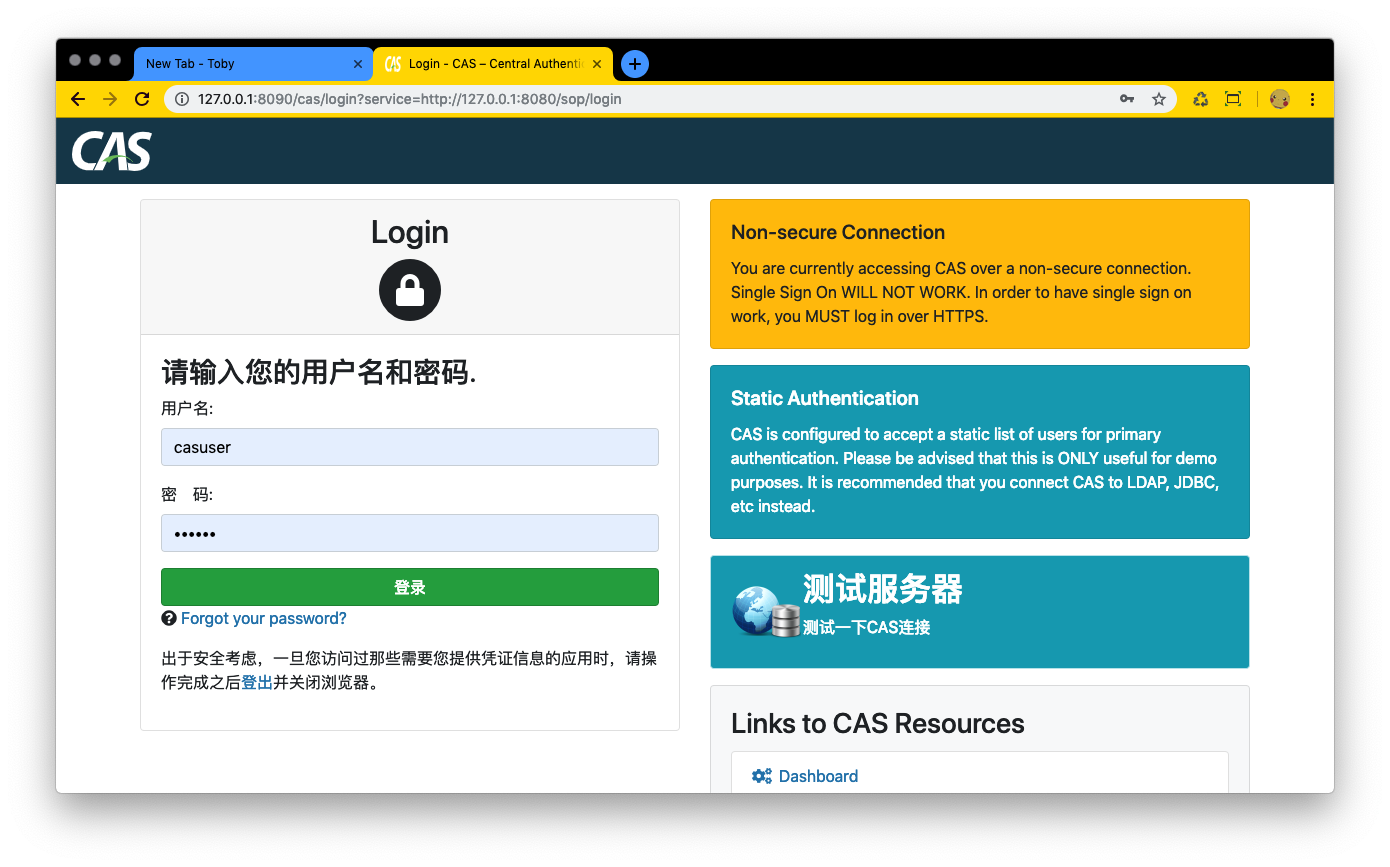 New Tab - Toby
CAS Login - CAS – Central Authenti
127.0.0.1:8090/cas/login?service=http://127.0.0.1:8080/sop/login
CAS
Login
请输入您的用户名和密码.
用户名:
casuser
密 码:
••••••
登录
Forgot your password?
出于安全考虑，一旦您访问过那些需要您提供凭证信息的应用时，请操
作完成之后登出并关闭浏览器。
Non-secure Connection
You are currently accessing CAS over a non-secure connection.
Single Sign On WILL NOT WORK. In order to have single sign on
work, you MUST log in over HTTPS.
Static Authentication
CAS is configured to accept a static list of users for primary
authentication. Please be advised that this is ONLY useful for demo
purposes. It is recommended that you connect CAS to LDAP, JDBC,
etc instead.
测试服务器
测试一下CAS连接
Links to CAS Resources
Dashboard